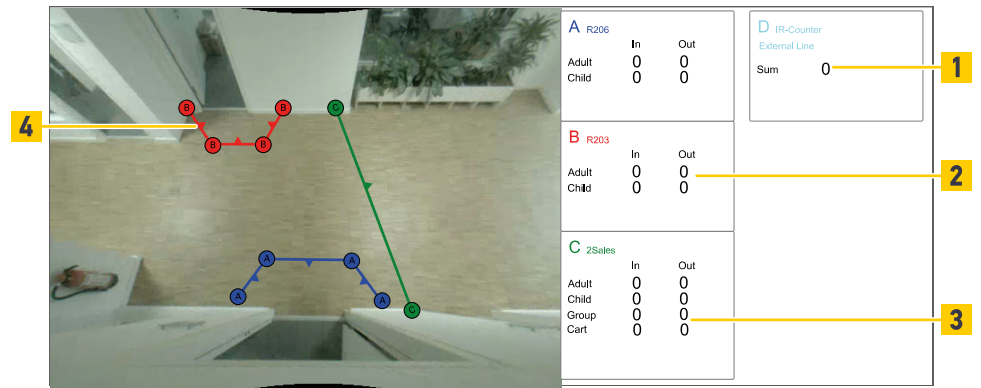 A R206
In Out
Adult 0 0
Child 0 0
D IR-Counter
External Line
Sum 0
1
B R203
In Out
Adult 0 0
Child 0 0
2
C 2Sales
In Out
Adult 0 0
Child 0 0
Group 0 0
Cart 0 0
3
4
B B
B B
C
A A
A A
C